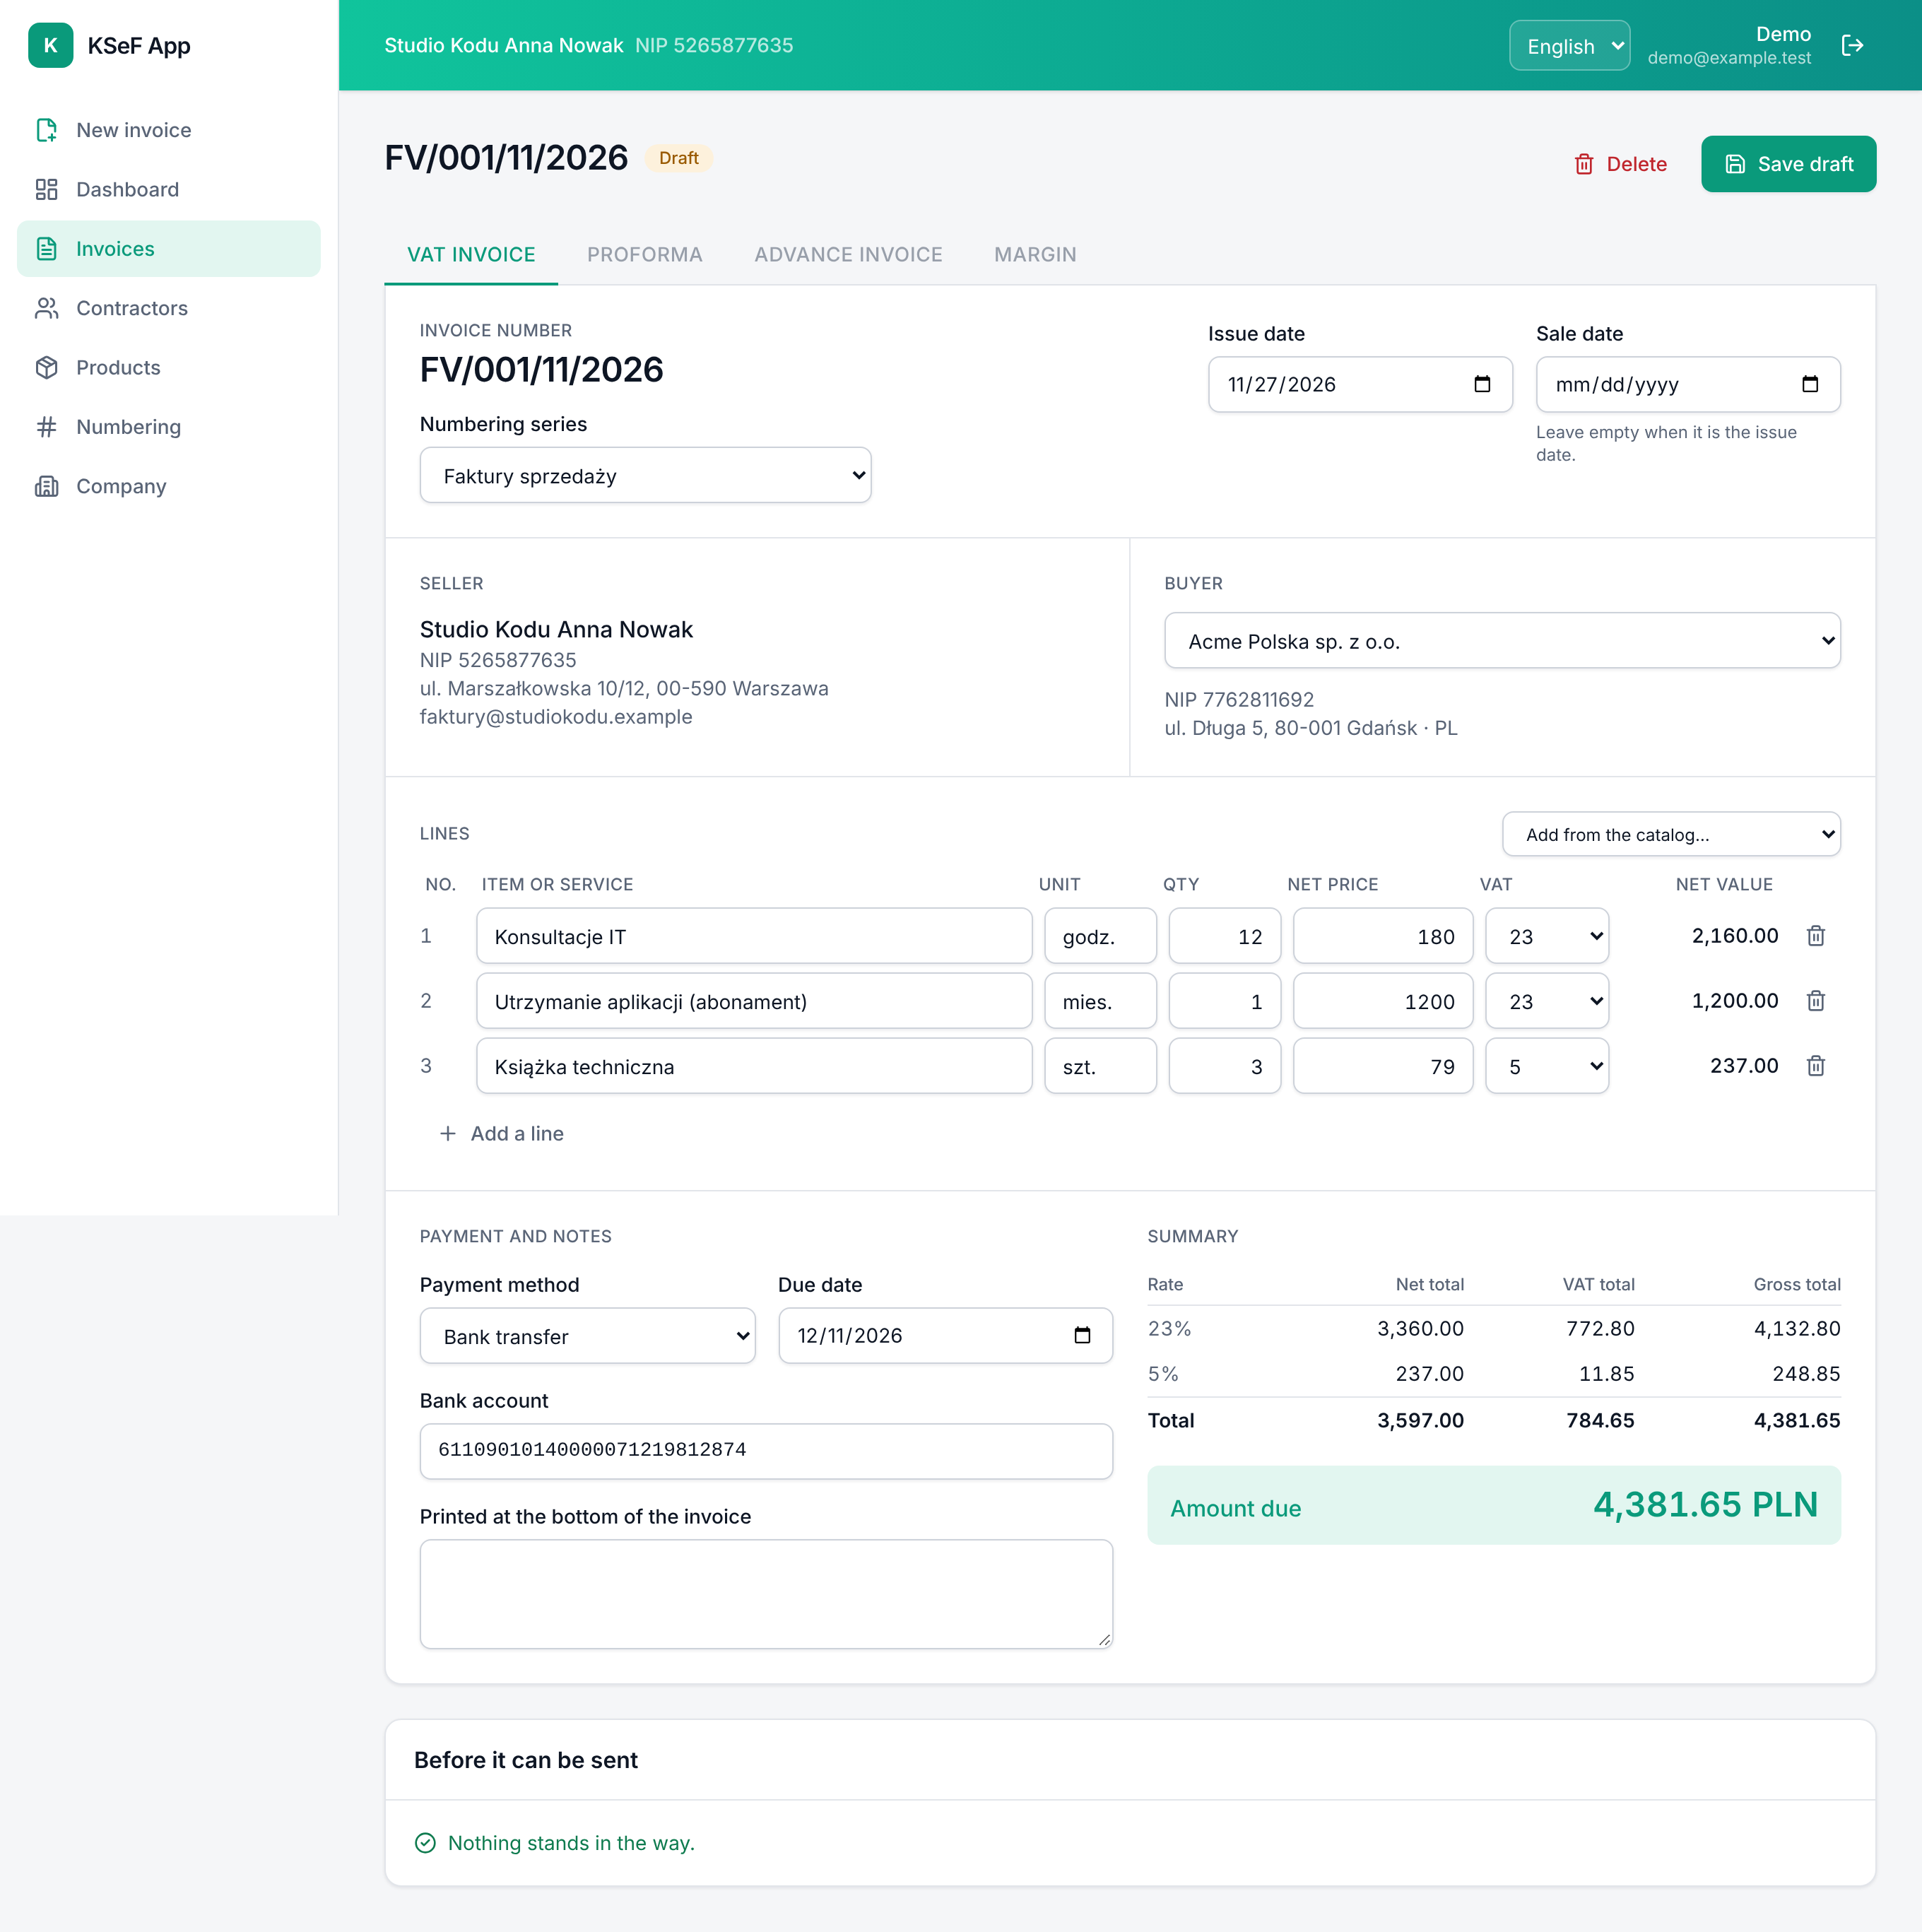 K KSeF App
Studio Kodu Anna Nowak NIP 5265877635
English
Demo
demo@example.test
New invoice
Dashboard
Invoices
Contractors
Products
Numbering
Company
FV/001/11/2026 Draft
Delete
Save draft
VAT INVOICE PROFORMA ADVANCE INVOICE MARGIN
INVOICE NUMBER
FV/001/11/2026
Numbering series
Faktury sprzedaży
Issue date
11/27/2026
Sale date
mm/dd/yyyy
Leave empty when it is the issue
date.
SELLER
Studio Kodu Anna Nowak
NIP 5265877635
ul. Marszałkowska 10/12, 00-590 Warszawa
faktury@studiokodu.example
BUYER
Acme Polska sp. z o.o.
NIP 7762811692
ul. Długa 5, 80-001 Gdańsk · PL
LINES
Add from the catalog...
NO. ITEM OR SERVICE UNIT QTY NET PRICE VAT NET VALUE
1 Konsultacje IT godz. 12 180 23 2,160.00
2 Utrzymanie aplikacji (abonament) mies. 1 1200 23 1,200.00
3 Książka techniczna szt. 3 79 5 237.00
Add a line
PAYMENT AND NOTES
Payment method
Bank transfer
Due date
12/11/2026
Bank account
61109010140000071219812874
Printed at the bottom of the invoice
SUMMARY
Rate Net total VAT total Gross total
23% 3,360.00 772.80 4,132.80
5% 237.00 11.85 248.85
Total 3,597.00 784.65 4,381.65
Amount due 4,381.65 PLN
Before it can be sent
Nothing stands in the way.